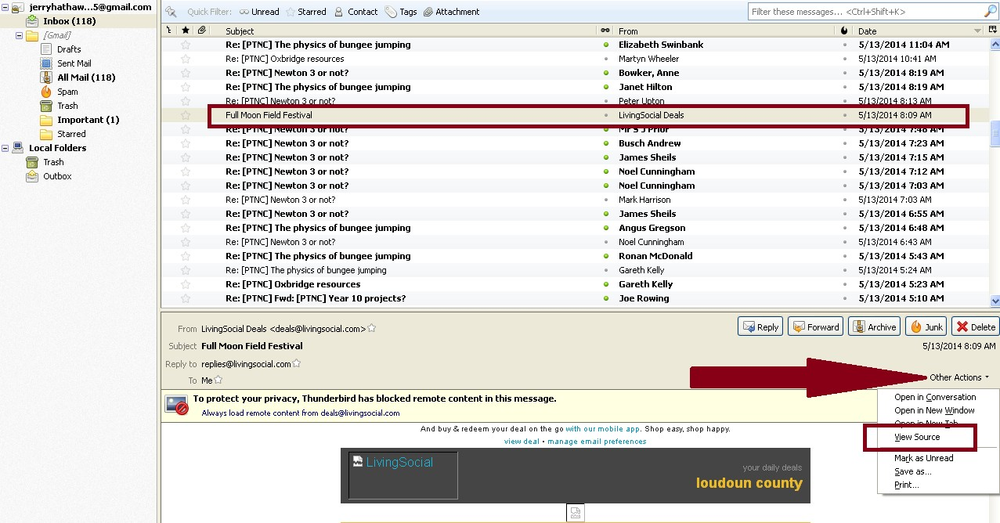 jerryhathaw...5@gmail.com
Inbox (118)
[Gmail]
Drafts
Sent Mail
All Mail (118)
Spam
Trash
Important (1)
Starred
Local Folders
Trash
Outbox
Quick Filter: Unread Starred Contact Tags Attachment Filter these messages... <Ctrl+Shift+K>
Subject From Date
Re: [PTNC] The physics of bungee jumping Elizabeth Swinbank 5/13/2014 11:04 AM
Re: [PTNC] Oxbridge resources Martyn Wheeler 5/13/2014 10:41 AM
Re: [PTNC] Newton 3 or not? Bowker, Anne 5/13/2014 8:19 AM
Re: [PTNC] The physics of bungee jumping Janet Hilton 5/13/2014 8:19 AM
Re: [PTNC] Newton 3 or not? Peter Upton 5/13/2014 8:13 AM
Full Moon Field Festival LivingSocial Deals 5/13/2014 8:09 AM
Re: [PTNC] Newton 3 or not? Mr S J Prior 5/13/2014 7:48 AM
Re: [PTNC] Newton 3 or not? Busch Andrew 5/13/2014 7:23 AM
Re: [PTNC] Newton 3 or not? James Sheils 5/13/2014 7:15 AM
Re: [PTNC] Newton 3 or not? Noel Cunningham 5/13/2014 7:12 AM
Re: [PTNC] Newton 3 or not? Noel Cunningham 5/13/2014 7:03 AM
Re: [PTNC] Newton 3 or not? Mark Harrison 5/13/2014 7:03 AM
Re: [PTNC] Newton 3 or not? James Sheils 5/13/2014 6:55 AM
Re: [PTNC] The physics of bungee jumping Angus Gregson 5/13/2014 6:48 AM
Re: [PTNC] Newton 3 or not? Noel Cunningham 5/13/2014 6:43 AM
Re: [PTNC] The physics of bungee jumping Ronan McDonald 5/13/2014 5:43 AM
Re: [PTNC] The physics of bungee jumping Gareth Kelly 5/13/2014 5:24 AM
Re: [PTNC] Oxbridge resources Gareth Kelly 5/13/2014 5:23 AM
Re: [PTNC] Fwd: [PTNC] Year 10 projects? Joe Rowing 5/13/2014 5:10 AM
From LivingSocial Deals <deals@livingsocial.com> Reply Forward Archive Junk Delete
Subject Full Moon Field Festival 5/13/2014 8:09 AM
Reply to replies@livingsocial.com
To Me Other Actions
To protect your privacy, Thunderbird has blocked remote content in this message.
Always load remote content from deals@livingsocial.com
Open in Conversation
Open in New Window
Open in New Tab
View Source
Mark as Unread
Save as...
Print...
And buy & redeem your deal on the go with our mobile app. Shop easy, shop happy.
view deal • manage email preferences
LivingSocial
your daily deals
loudoun county